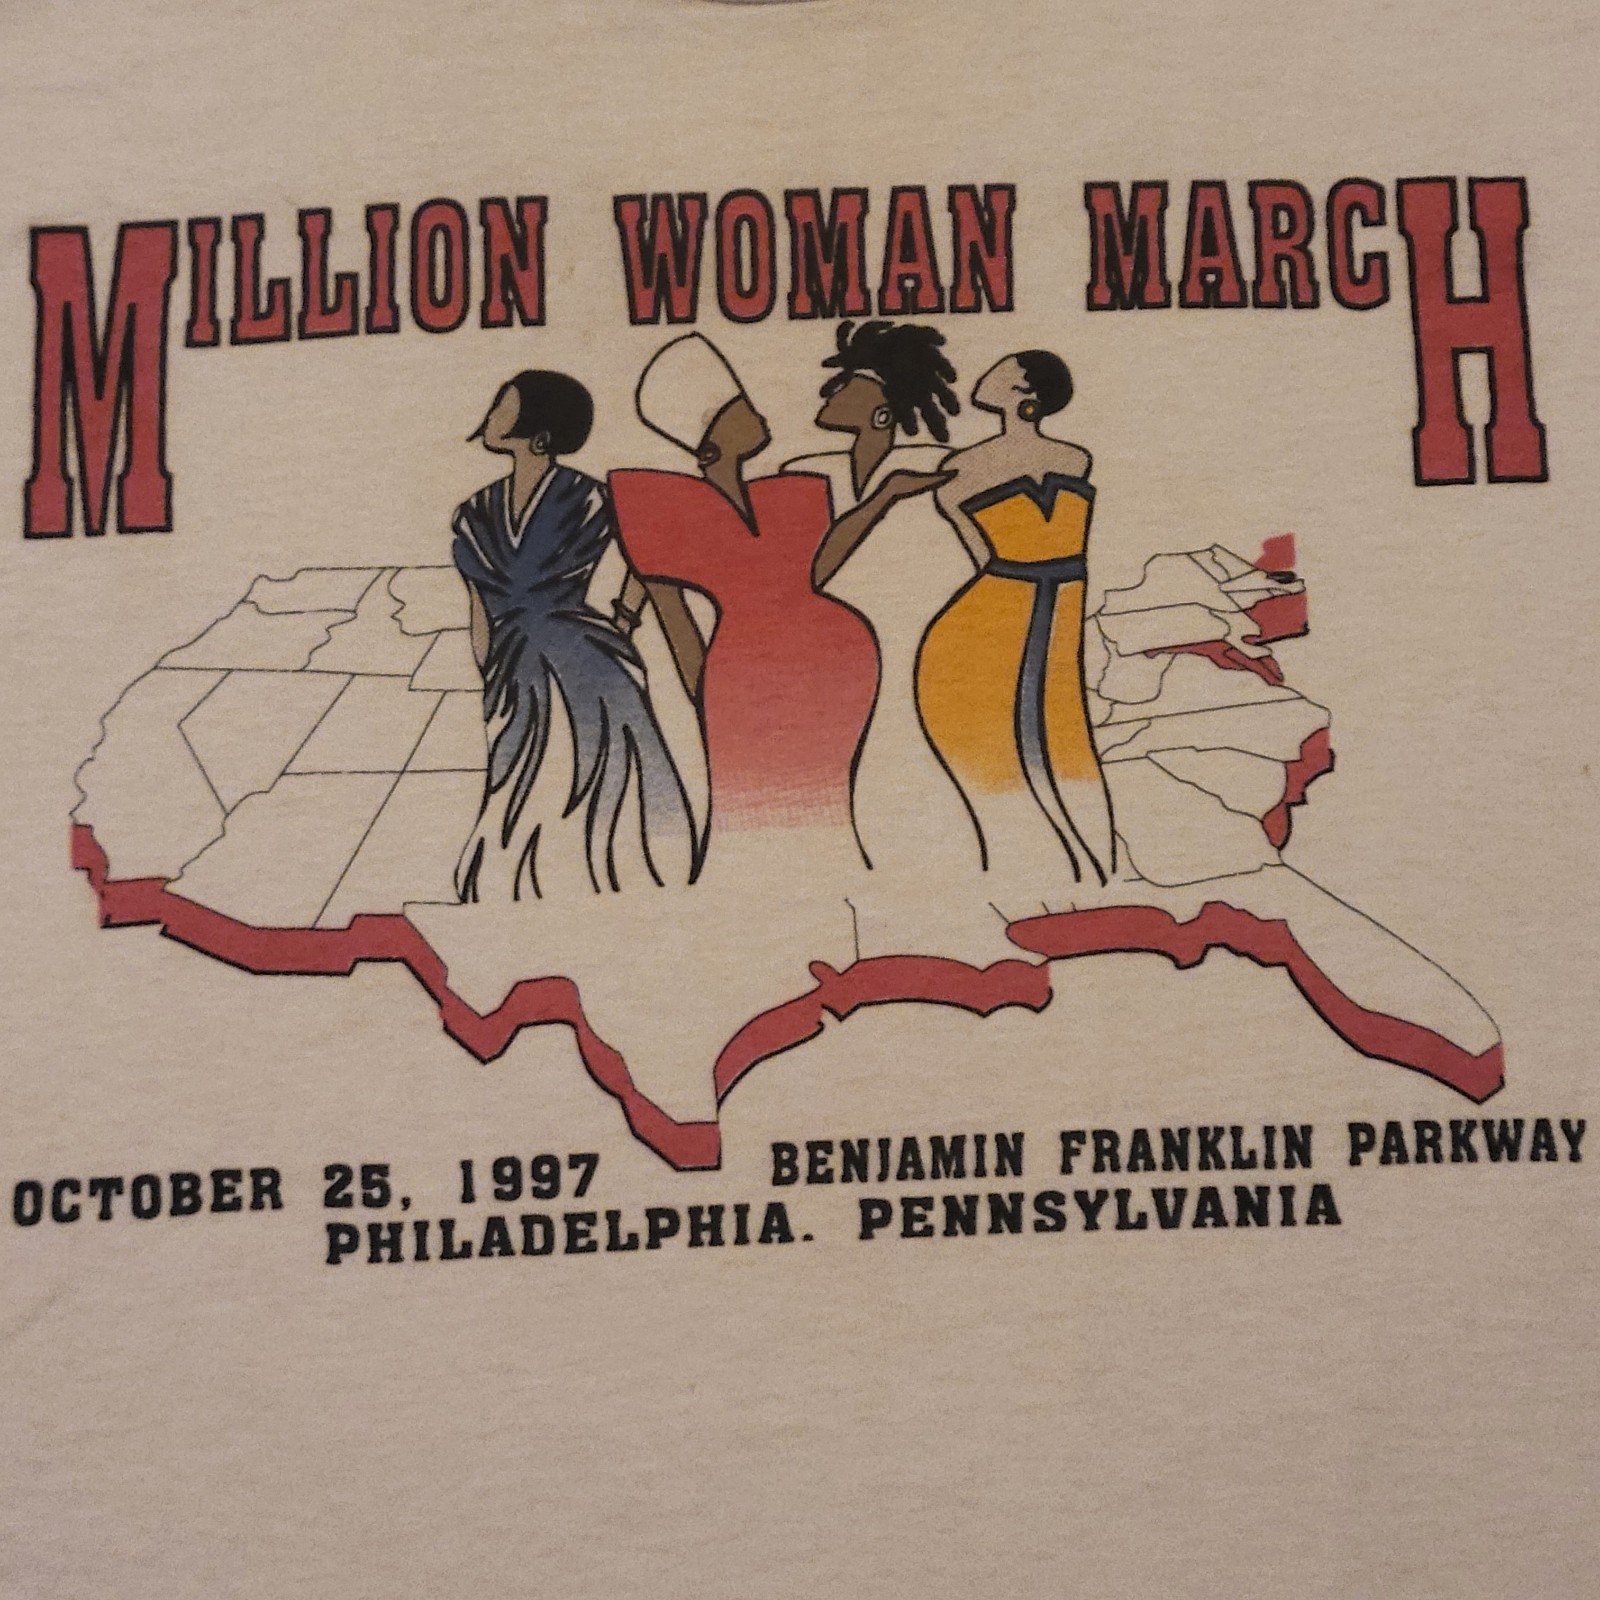 MILLION WOMAN MARCH
OCTOBER 25, 1997 BENJAMIN FRANKLIN PARKWAY
PHILADELPHIA. PENNSYLVANIA